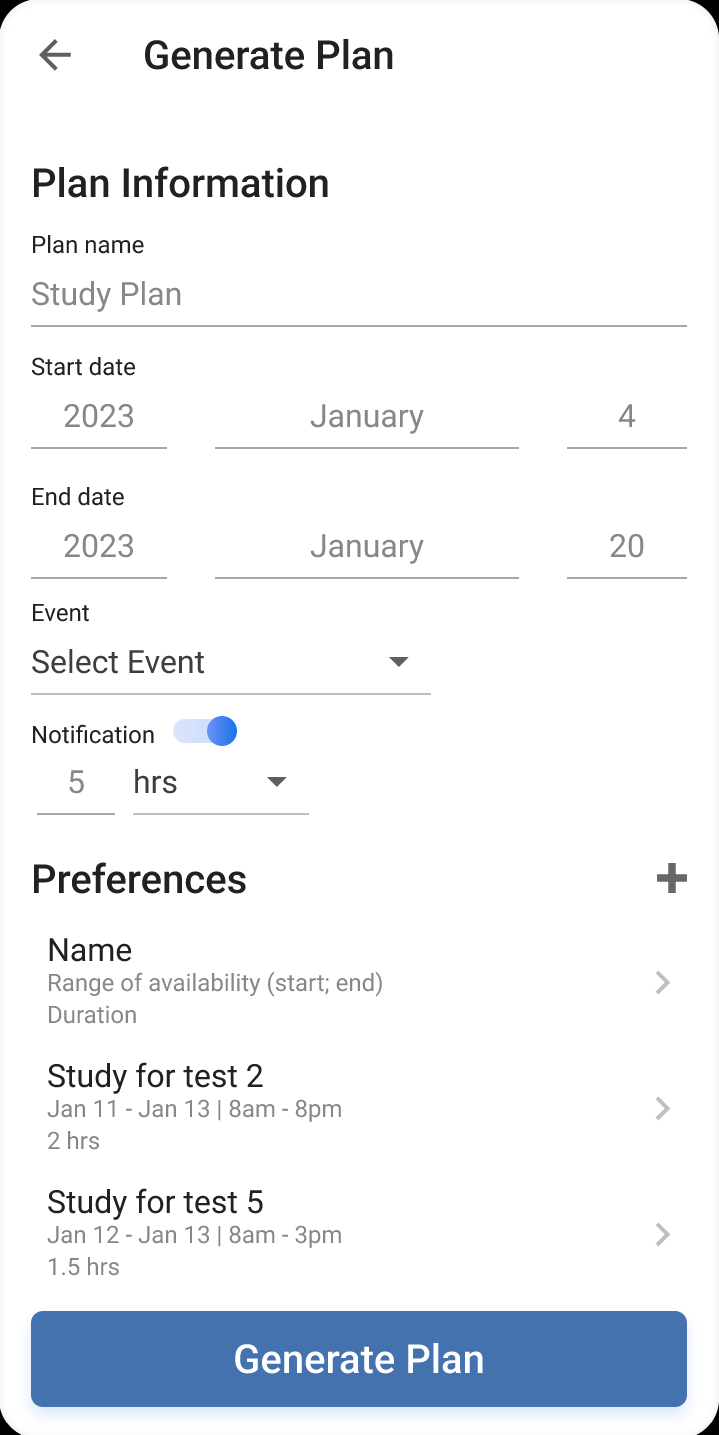 Generate Plan
Plan Information
Plan name
Study Plan
Start date
2023 January 4
End date
2023 January 20
Event
Select Event
Notification
5 hrs
Preferences
Name
Range of availability (start; end)
Duration
Study for test 2
Jan 11 - Jan 13 | 8am - 8pm
2 hrs
Study for test 5
Jan 12 - Jan 13 | 8am - 3pm
1.5 hrs
Generate Plan